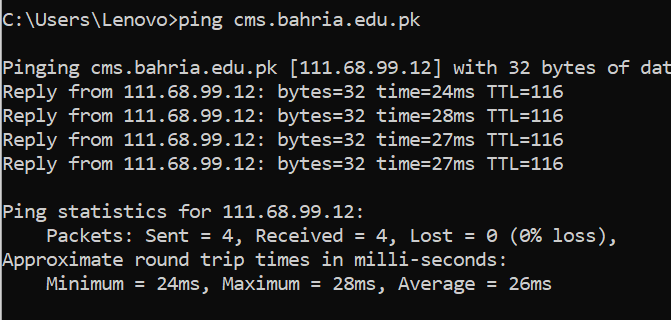 C:\Users\Lenovo>ping cms.bahria.edu.pk
Pinging cms.bahria.edu.pk [111.68.99.12] with 32 bytes of dat
Reply from 111.68.99.12: bytes=32 time=24ms TTL=116
Reply from 111.68.99.12: bytes=32 time=28ms TTL=116
Reply from 111.68.99.12: bytes=32 time=27ms TTL=116
Reply from 111.68.99.12: bytes=32 time=27ms TTL=116
Ping statistics for 111.68.99.12:
    Packets: Sent = 4, Received = 4, Lost = 0 (0% loss),
Approximate round trip times in milli-seconds:
    Minimum = 24ms, Maximum = 28ms, Average = 26ms